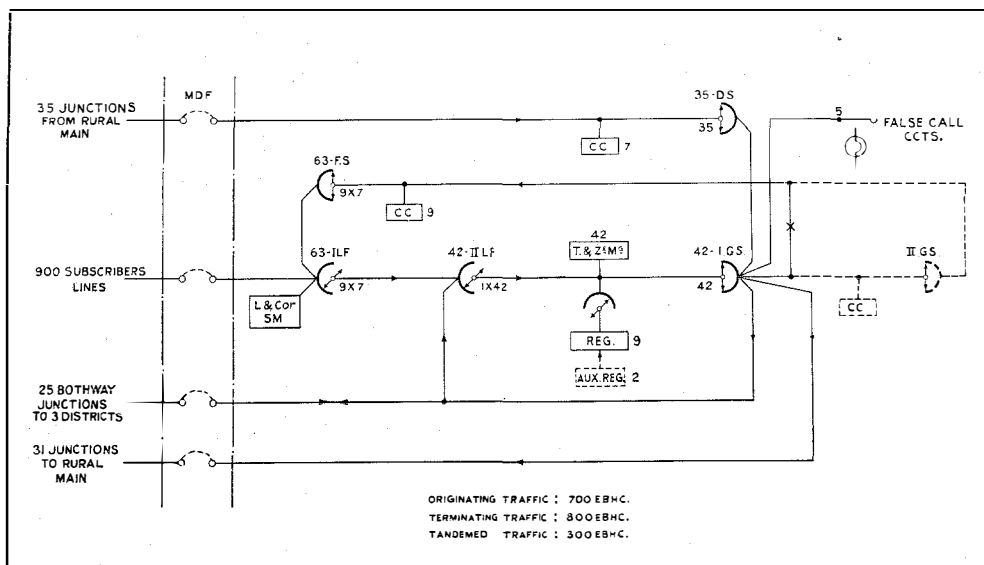 35 JUNCTIONS
FROM RURAL
MAIN
MDF
35-DS
35
CC 7
5
FALSE CALL
CCTS.
63-F.S
9X7
CC 9
900 SUBSCRIBERS
LINES
63-ILF
9X7
L & Cor
SM
42-II LF
1X42
42
T. & Z&MS
REG. 9
AUX.REG. 2
42-I.GS.
42
CC
II GS.
25 BOTHWAY
JUNCTIONS
TO 3 DISTRICTS
31 JUNCTIONS
TO RURAL
MAIN
ORIGINATING TRAFFIC : 700 EBHC.
TERMINATING TRAFFIC : 800 EBHC.
TANDEMED TRAFFIC : 300 EBHC.